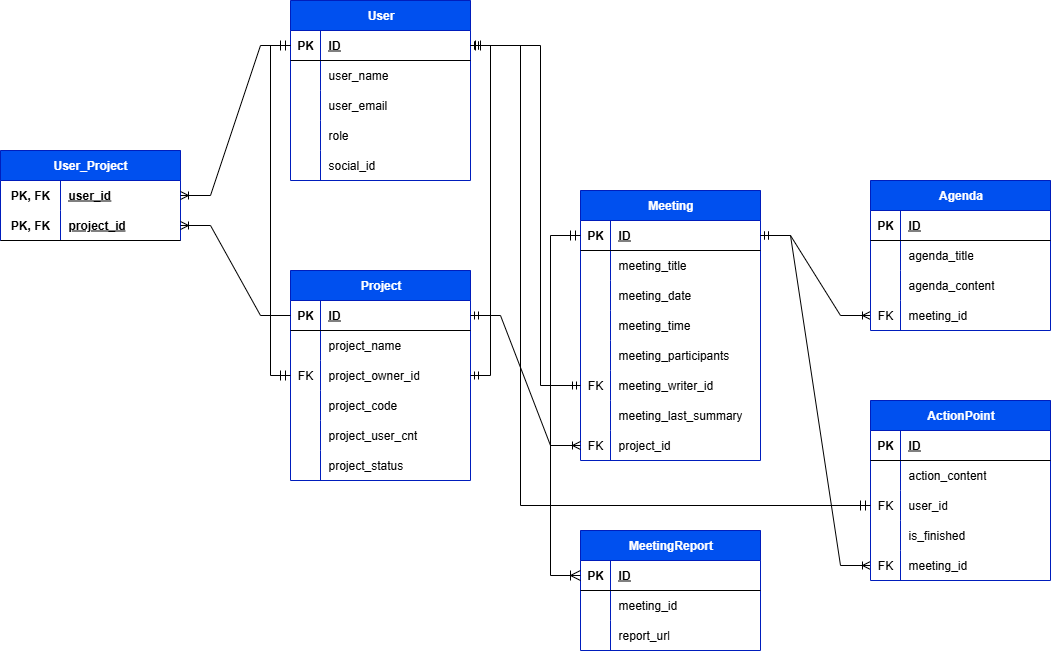 User
PK ID
user_name
user_email
role
social_id
User_Project
PK, FK user_id
PK, FK project_id
Project
PK ID
project_name
FK project_owner_id
project_code
project_user_cnt
project_status
Meeting
PK ID
meeting_title
meeting_date
meeting_time
meeting_participants
FK meeting_writer_id
meeting_last_summary
FK project_id
MeetingReport
PK ID
meeting_id
report_url
Agenda
PK ID
agenda_title
agenda_content
FK meeting_id
ActionPoint
PK ID
action_content
FK user_id
is_finished
FK meeting_id